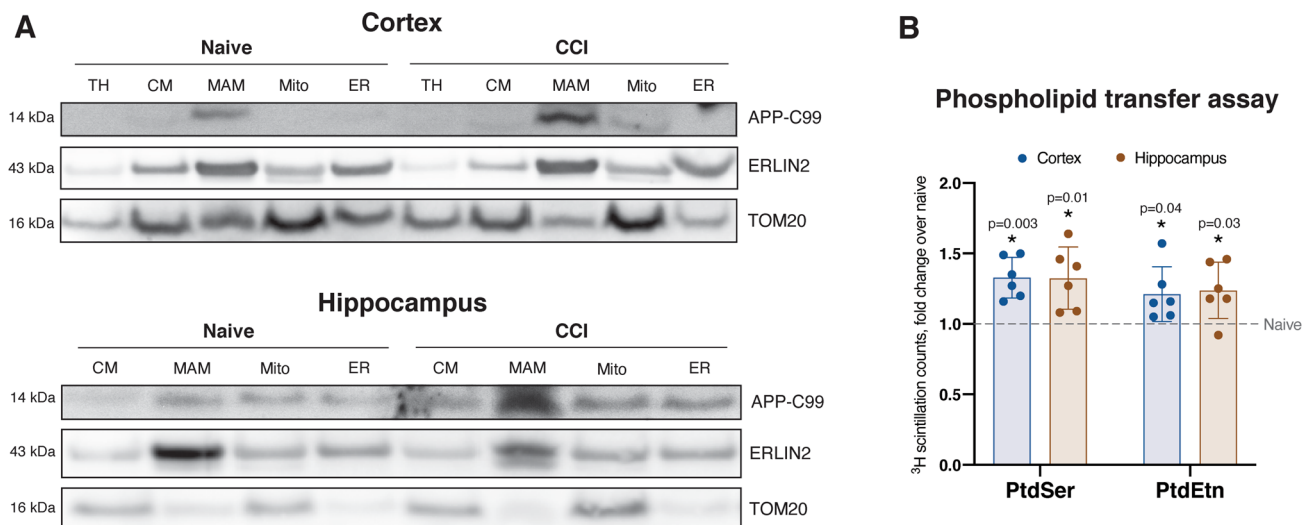 A
Cortex
Naive CCI
TH CM MAM Mito ER TH CM MAM Mito ER
14 kDa APP-C99
43 kDa ERLIN2
16 kDa TOM20
Hippocampus
Naive CCI
CM MAM Mito ER CM MAM Mito ER
14 kDa APP-C99
43 kDa ERLIN2
16 kDa TOM20
B
Phospholipid transfer assay
Cortex Hippocampus
³H scintillation counts, fold change over naive
2.0
1.5
1.0
0.5
0.0
p=0.003 p=0.01 p=0.04 p=0.03
* * * *
Naive
PtdSer PtdEtn